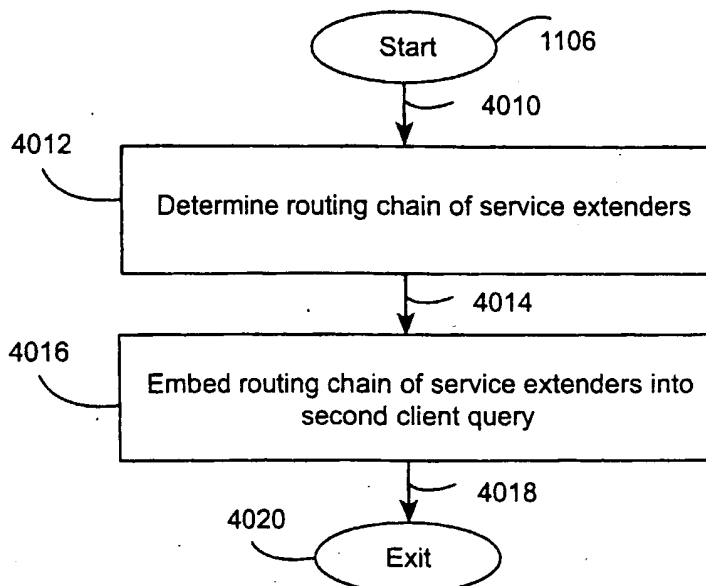 Start
1106
4010
4012
Determine routing chain of service extenders
4014
4016
Embed routing chain of service extenders into
second client query
4018
4020
Exit